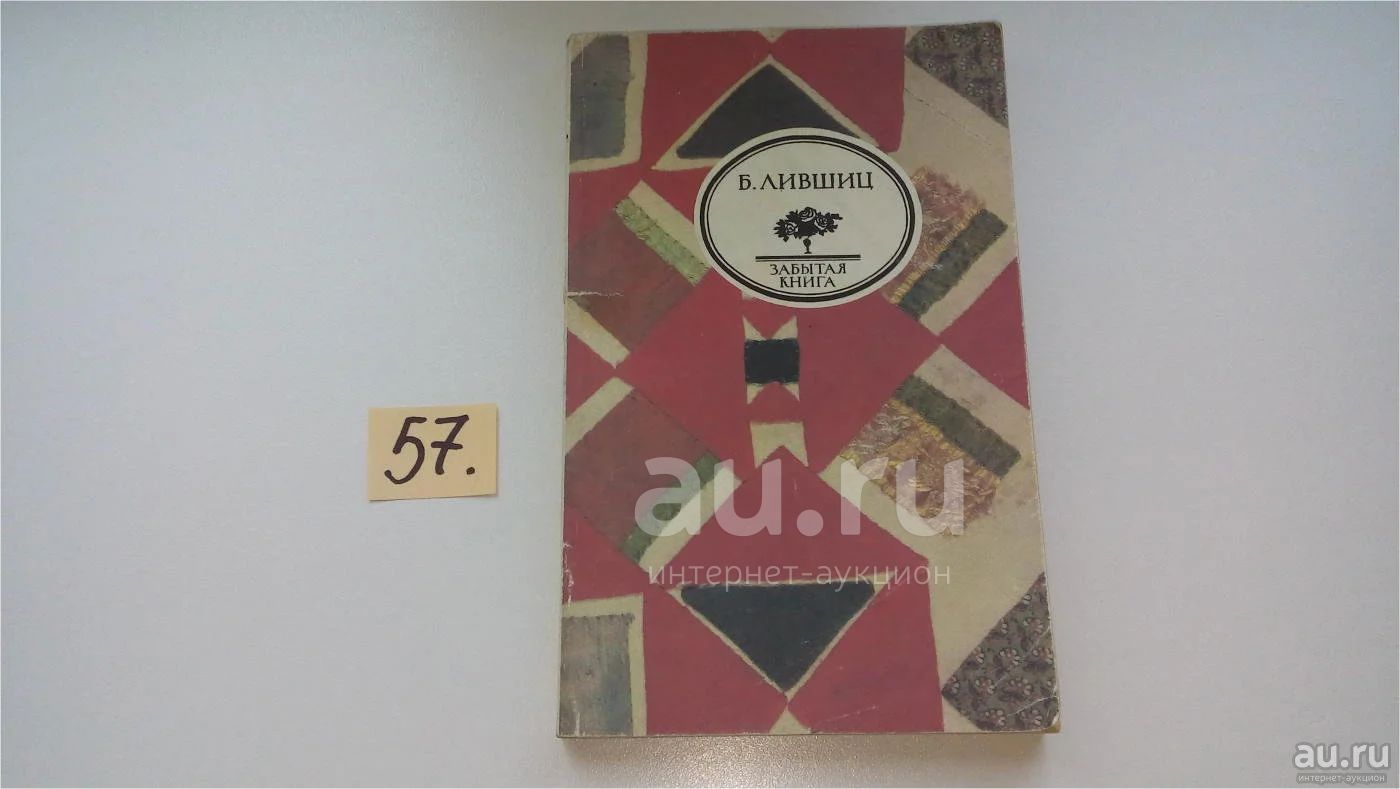 Б. ЛИВШИЦ
ЗАБЫТАЯ
КНИГА
57.
au.ru
интернет-аукцион
au.ru
интернет-аукцион